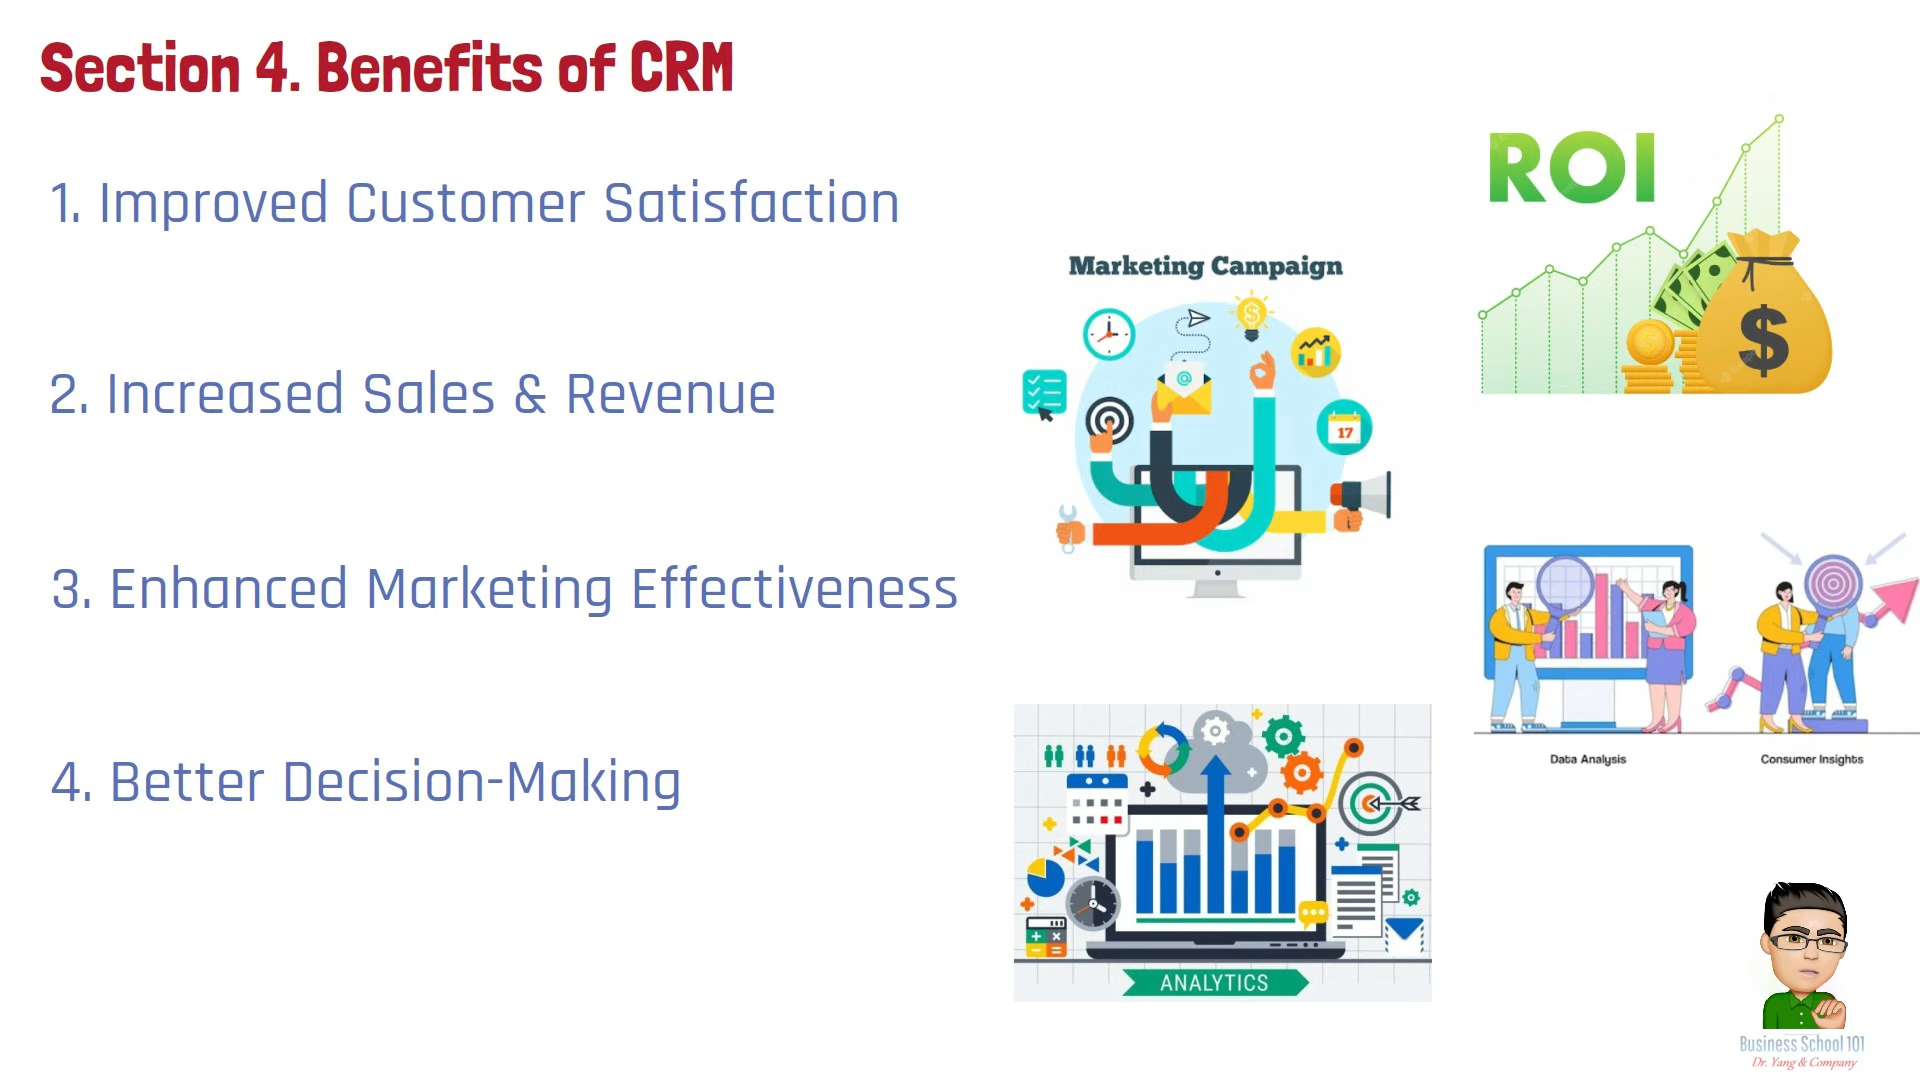 Section 4. Benefits of CRM
1. Improved Customer Satisfaction
2. Increased Sales & Revenue
3. Enhanced Marketing Effectiveness
4. Better Decision-Making
Marketing Campaign
17
ROI
$
Data Analysis
Consumer Insights
ANALYTICS
Business School 101
Dr. Yang & Company